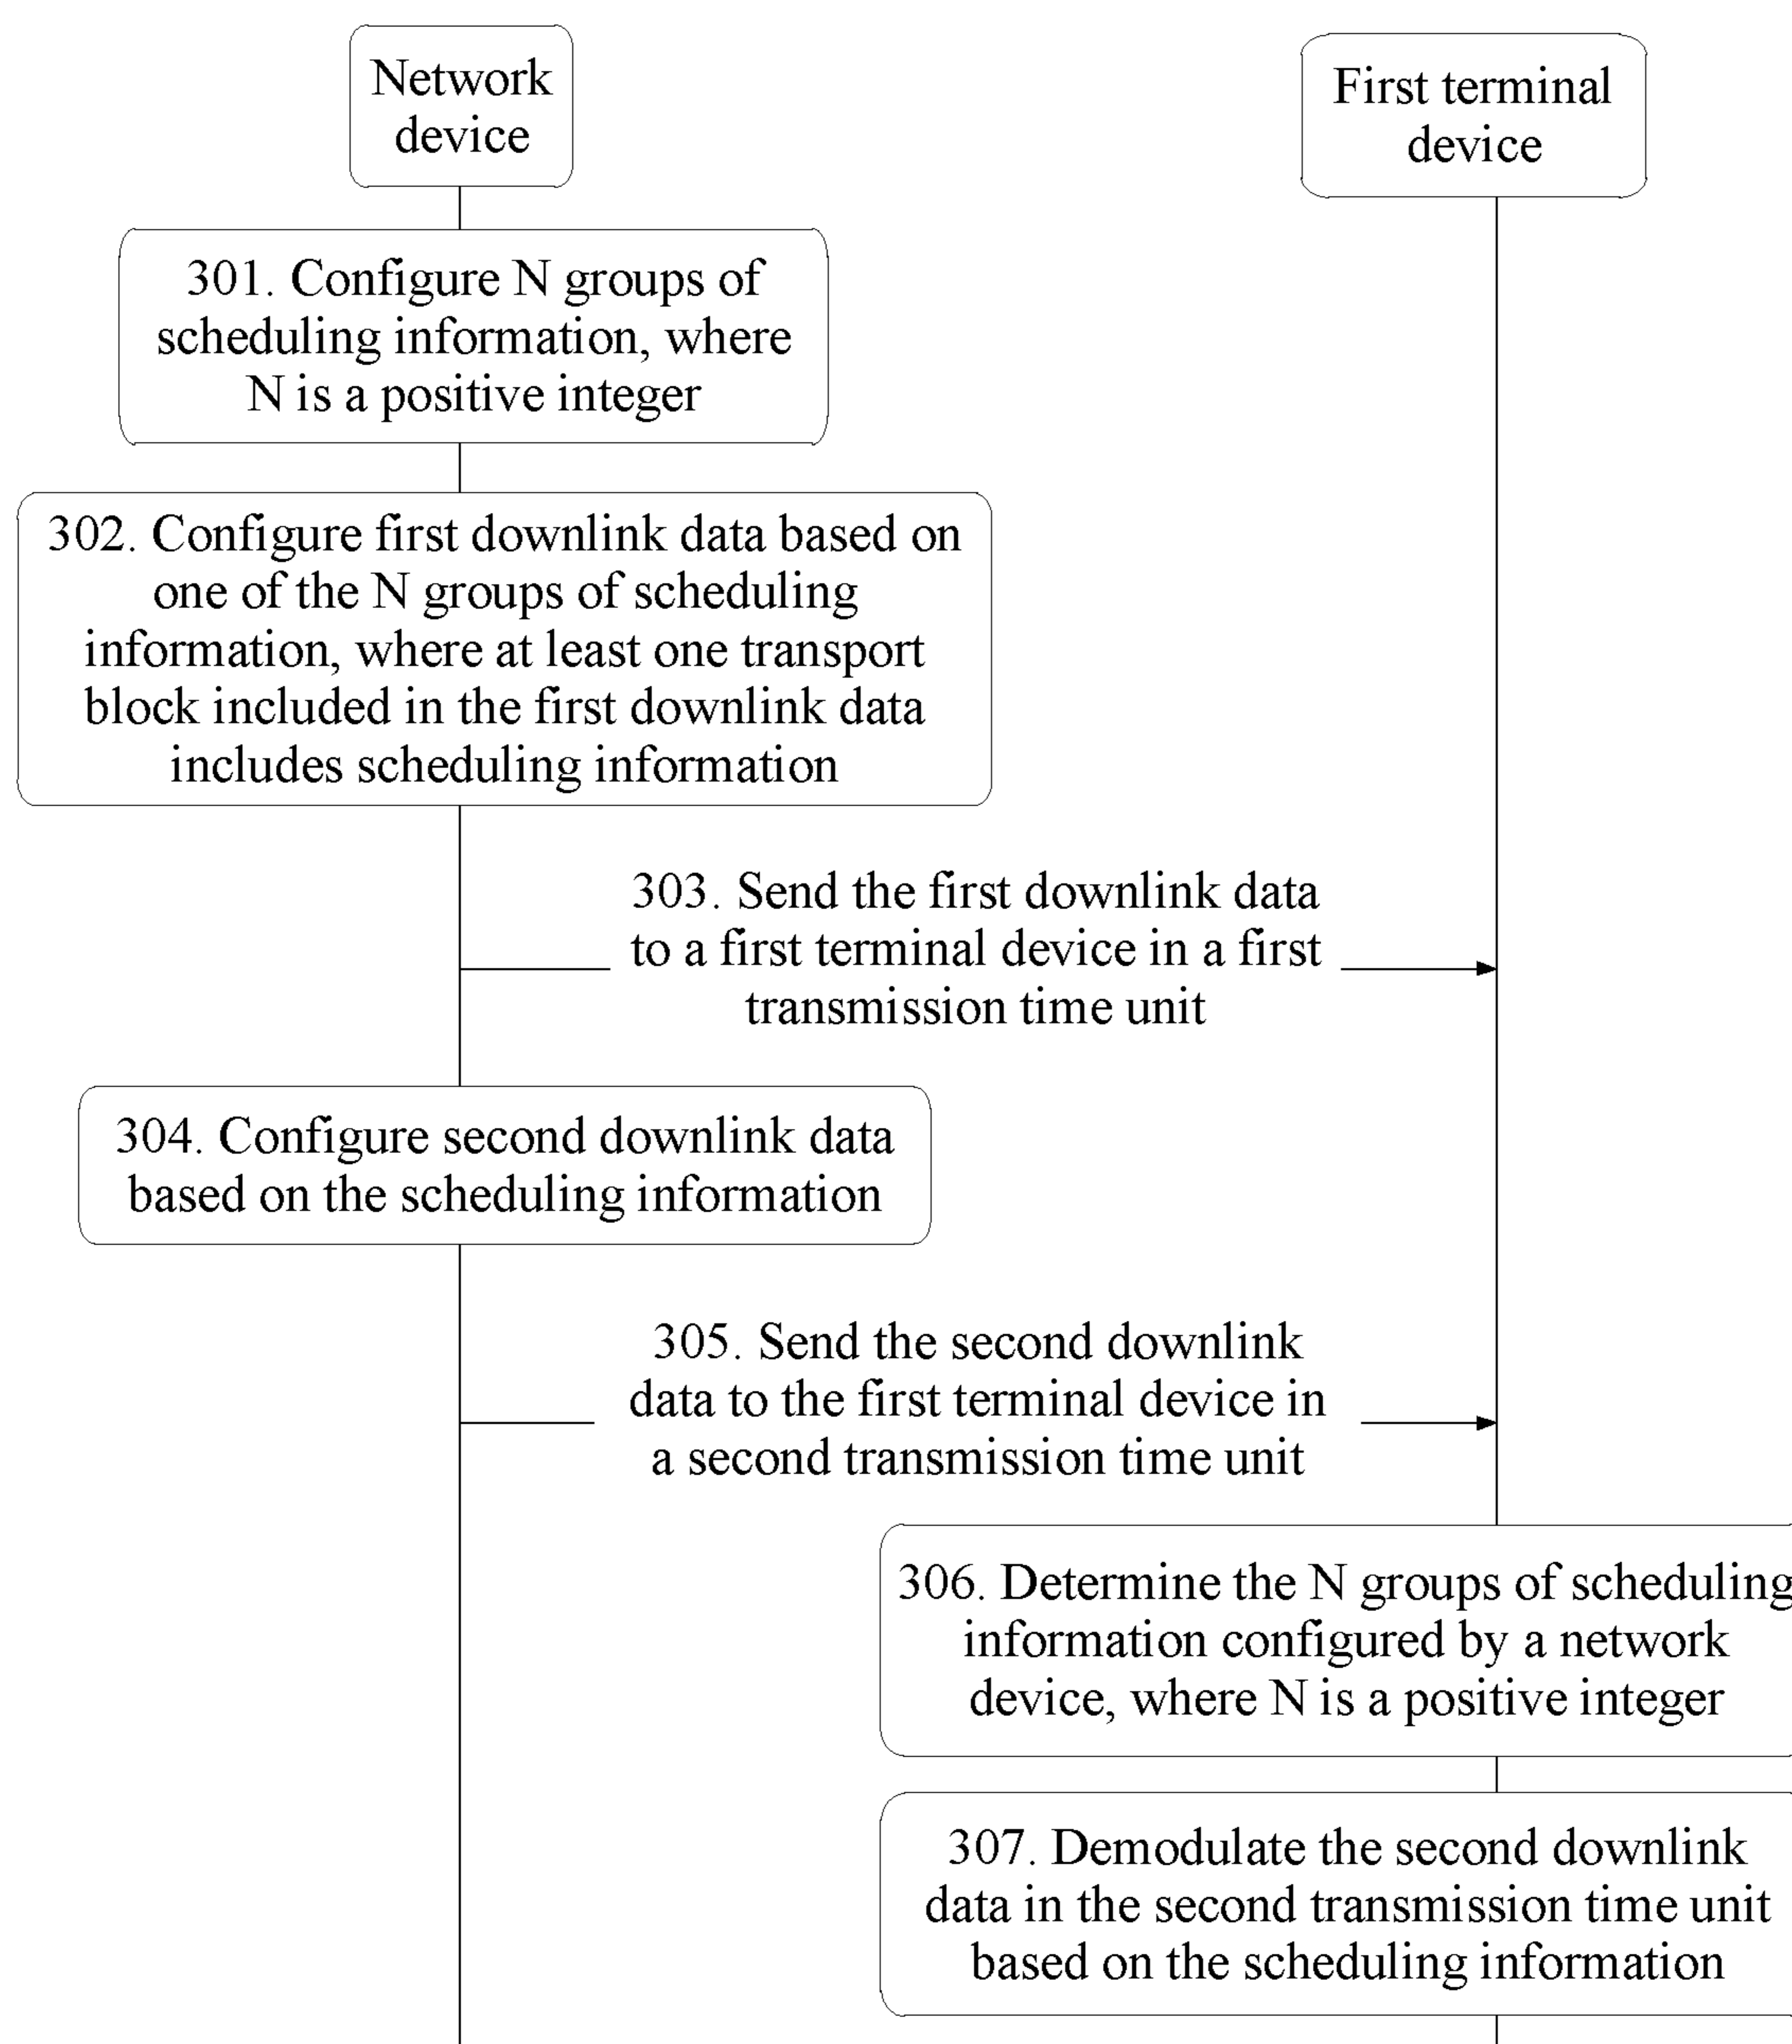 Network
device
First terminal
device
301. Configure N groups of
scheduling information, where
N is a positive integer
302. Configure first downlink data based on
one of the N groups of scheduling
information, where at least one transport
block included in the first downlink data
includes scheduling information
303. Send the first downlink data
to a first terminal device in a first
transmission time unit
304. Configure second downlink data
based on the scheduling information
305. Send the second downlink
data to the first terminal device in
a second transmission time unit
306. Determine the N groups of scheduling
information configured by a network
device, where N is a positive integer
307. Demodulate the second downlink
data in the second transmission time unit
based on the scheduling information